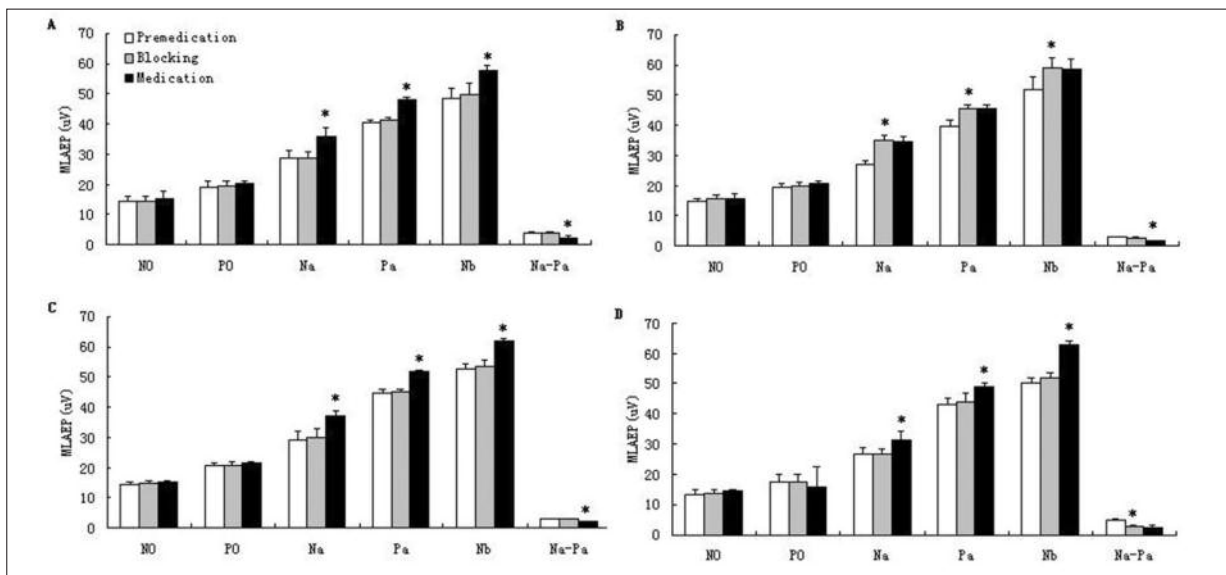 A
Premedication
Blocking
Medication
MLAEP (uV)
70
60
50
40
30
20
10
0
* * * *
NO PO Na Pa Nb Na-Pa
B
MLAEP (uV)
70
60
50
40
30
20
10
0
* * * *
NO PO Na Pa Nb Na-Pa
C
MLAEP (uV)
70
60
50
40
30
20
10
0
* * * *
NO PO Na Pa Nb Na-Pa
D
MLAEP (uV)
70
60
50
40
30
20
10
0
* * * *
NO PO Na Pa Nb Na-Pa